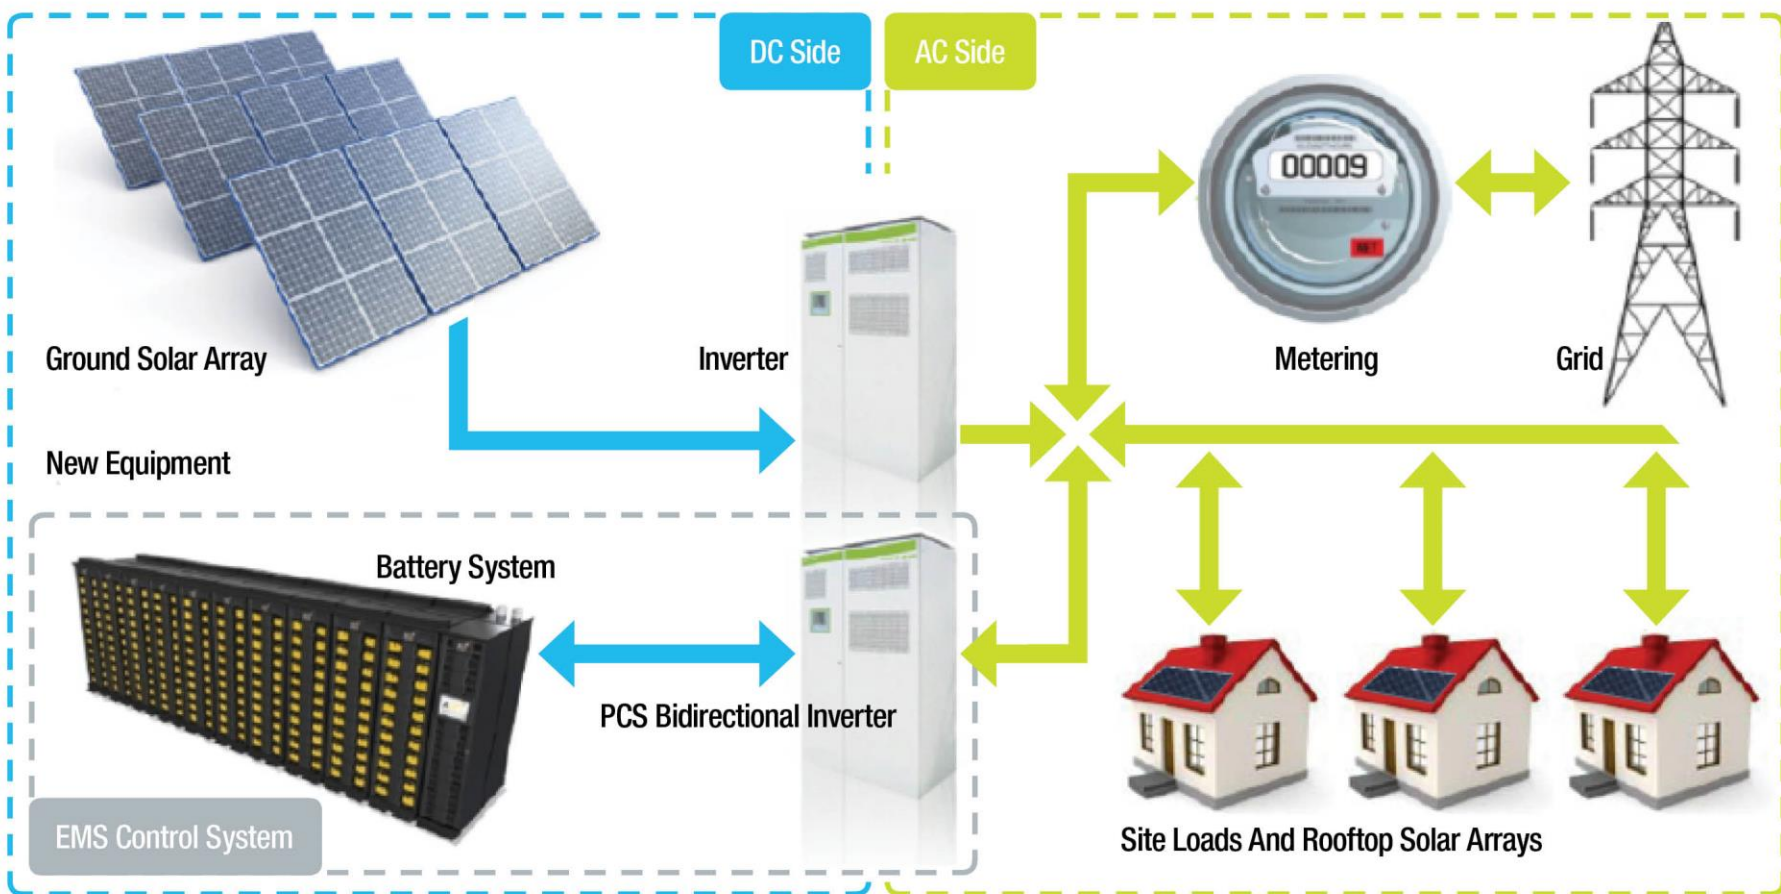 DC Side
AC Side
00009
NET
Ground Solar Array
Inverter
Metering
Grid
New Equipment
Battery System
PCS Bidirectional Inverter
EMS Control System
Site Loads And Rooftop Solar Arrays